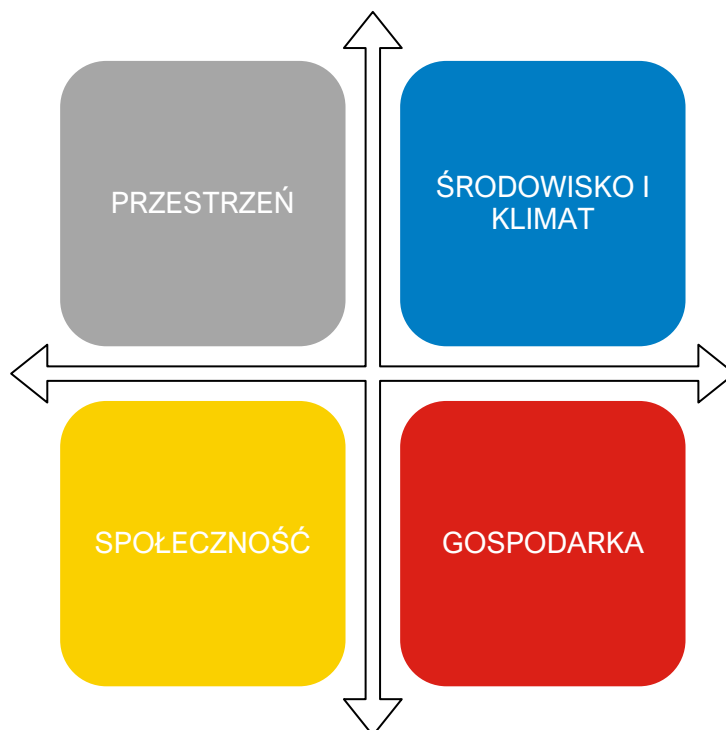 PRZESTRZEŃ
ŚRODOWISKO I
KLIMAT
SPOŁECZNOŚĆ
GOSPODARKA